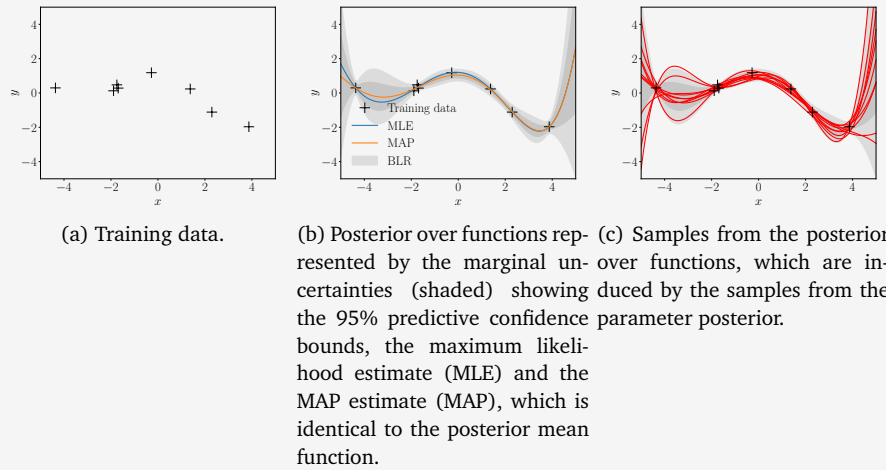 4
2
0
−2
−4
y
−4
−2
0
2
4
x
(a) Training data.
4
2
0
−2
−4
y
Training data
MLE
MAP
BLR
−4
−2
0
2
4
x
(b) Posterior over functions rep-
resented by the marginal un-
certainties (shaded) showing
the 95% predictive confidence
bounds, the maximum likeli-
hood estimate (MLE) and the
MAP estimate (MAP), which is
identical to the posterior mean
function.
4
2
0
−2
−4
y
−4
−2
0
2
4
x
(c) Samples from the posterior
over functions, which are in-
duced by the samples from the
parameter posterior.